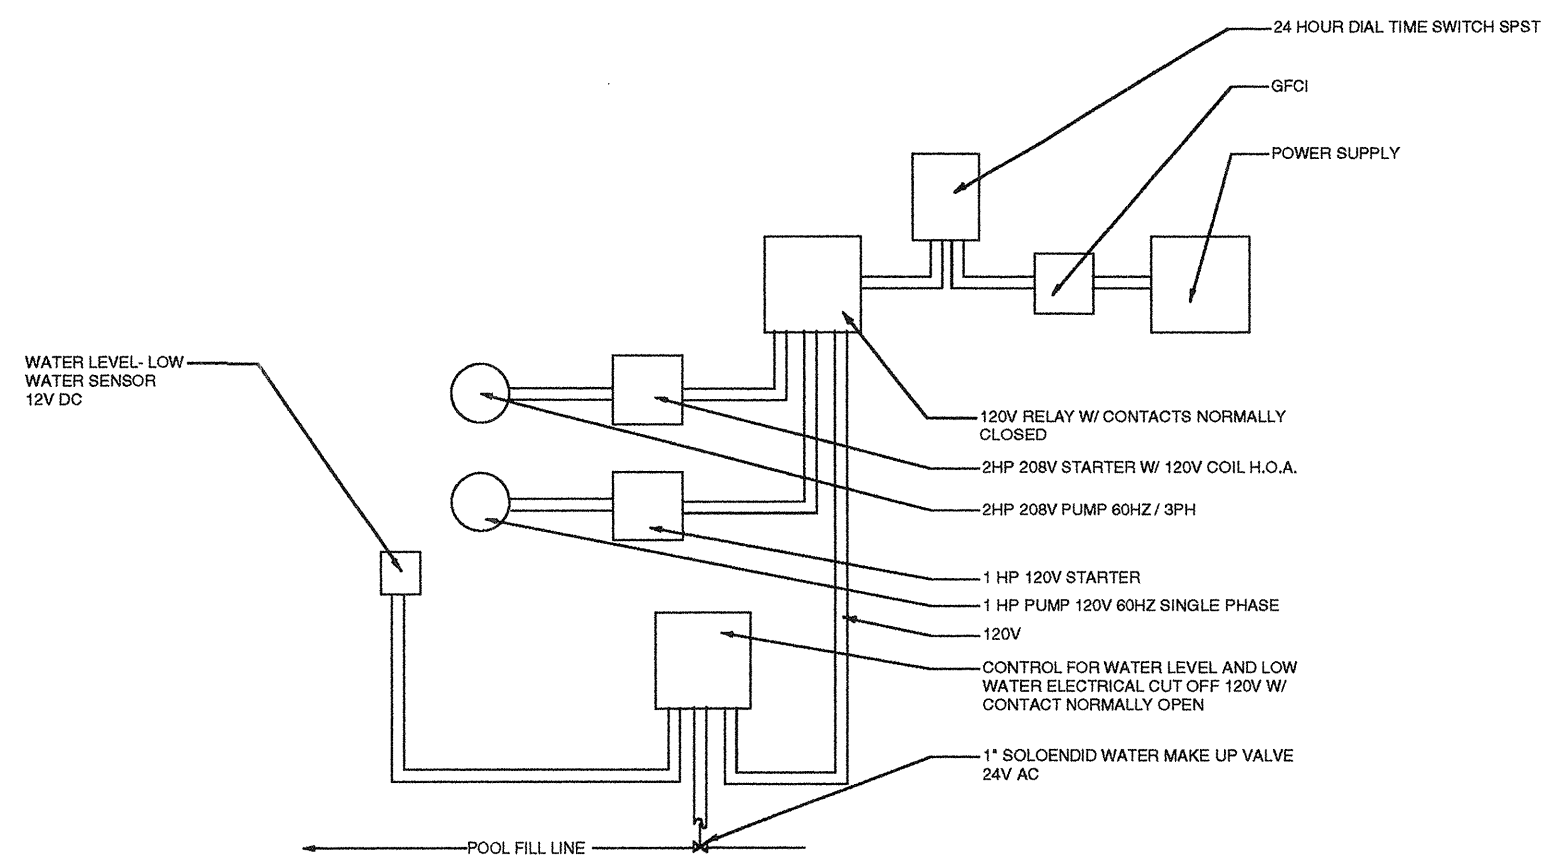 24 HOUR DIAL TIME SWITCH SPST
GFCI
POWER SUPPLY
WATER LEVEL- LOW
WATER SENSOR
12V DC
120V RELAY W/ CONTACTS NORMALLY
CLOSED
2HP 208V STARTER W/ 120V COIL H.O.A.
2HP 208V PUMP 60HZ / 3PH
1 HP 120V STARTER
1 HP PUMP 120V 60HZ SINGLE PHASE
120V
CONTROL FOR WATER LEVEL AND LOW
WATER ELECTRICAL CUT OFF 120V W/
CONTACT NORMALLY OPEN
1" SOLOENDID WATER MAKE UP VALVE
24V AC
POOL FILL LINE